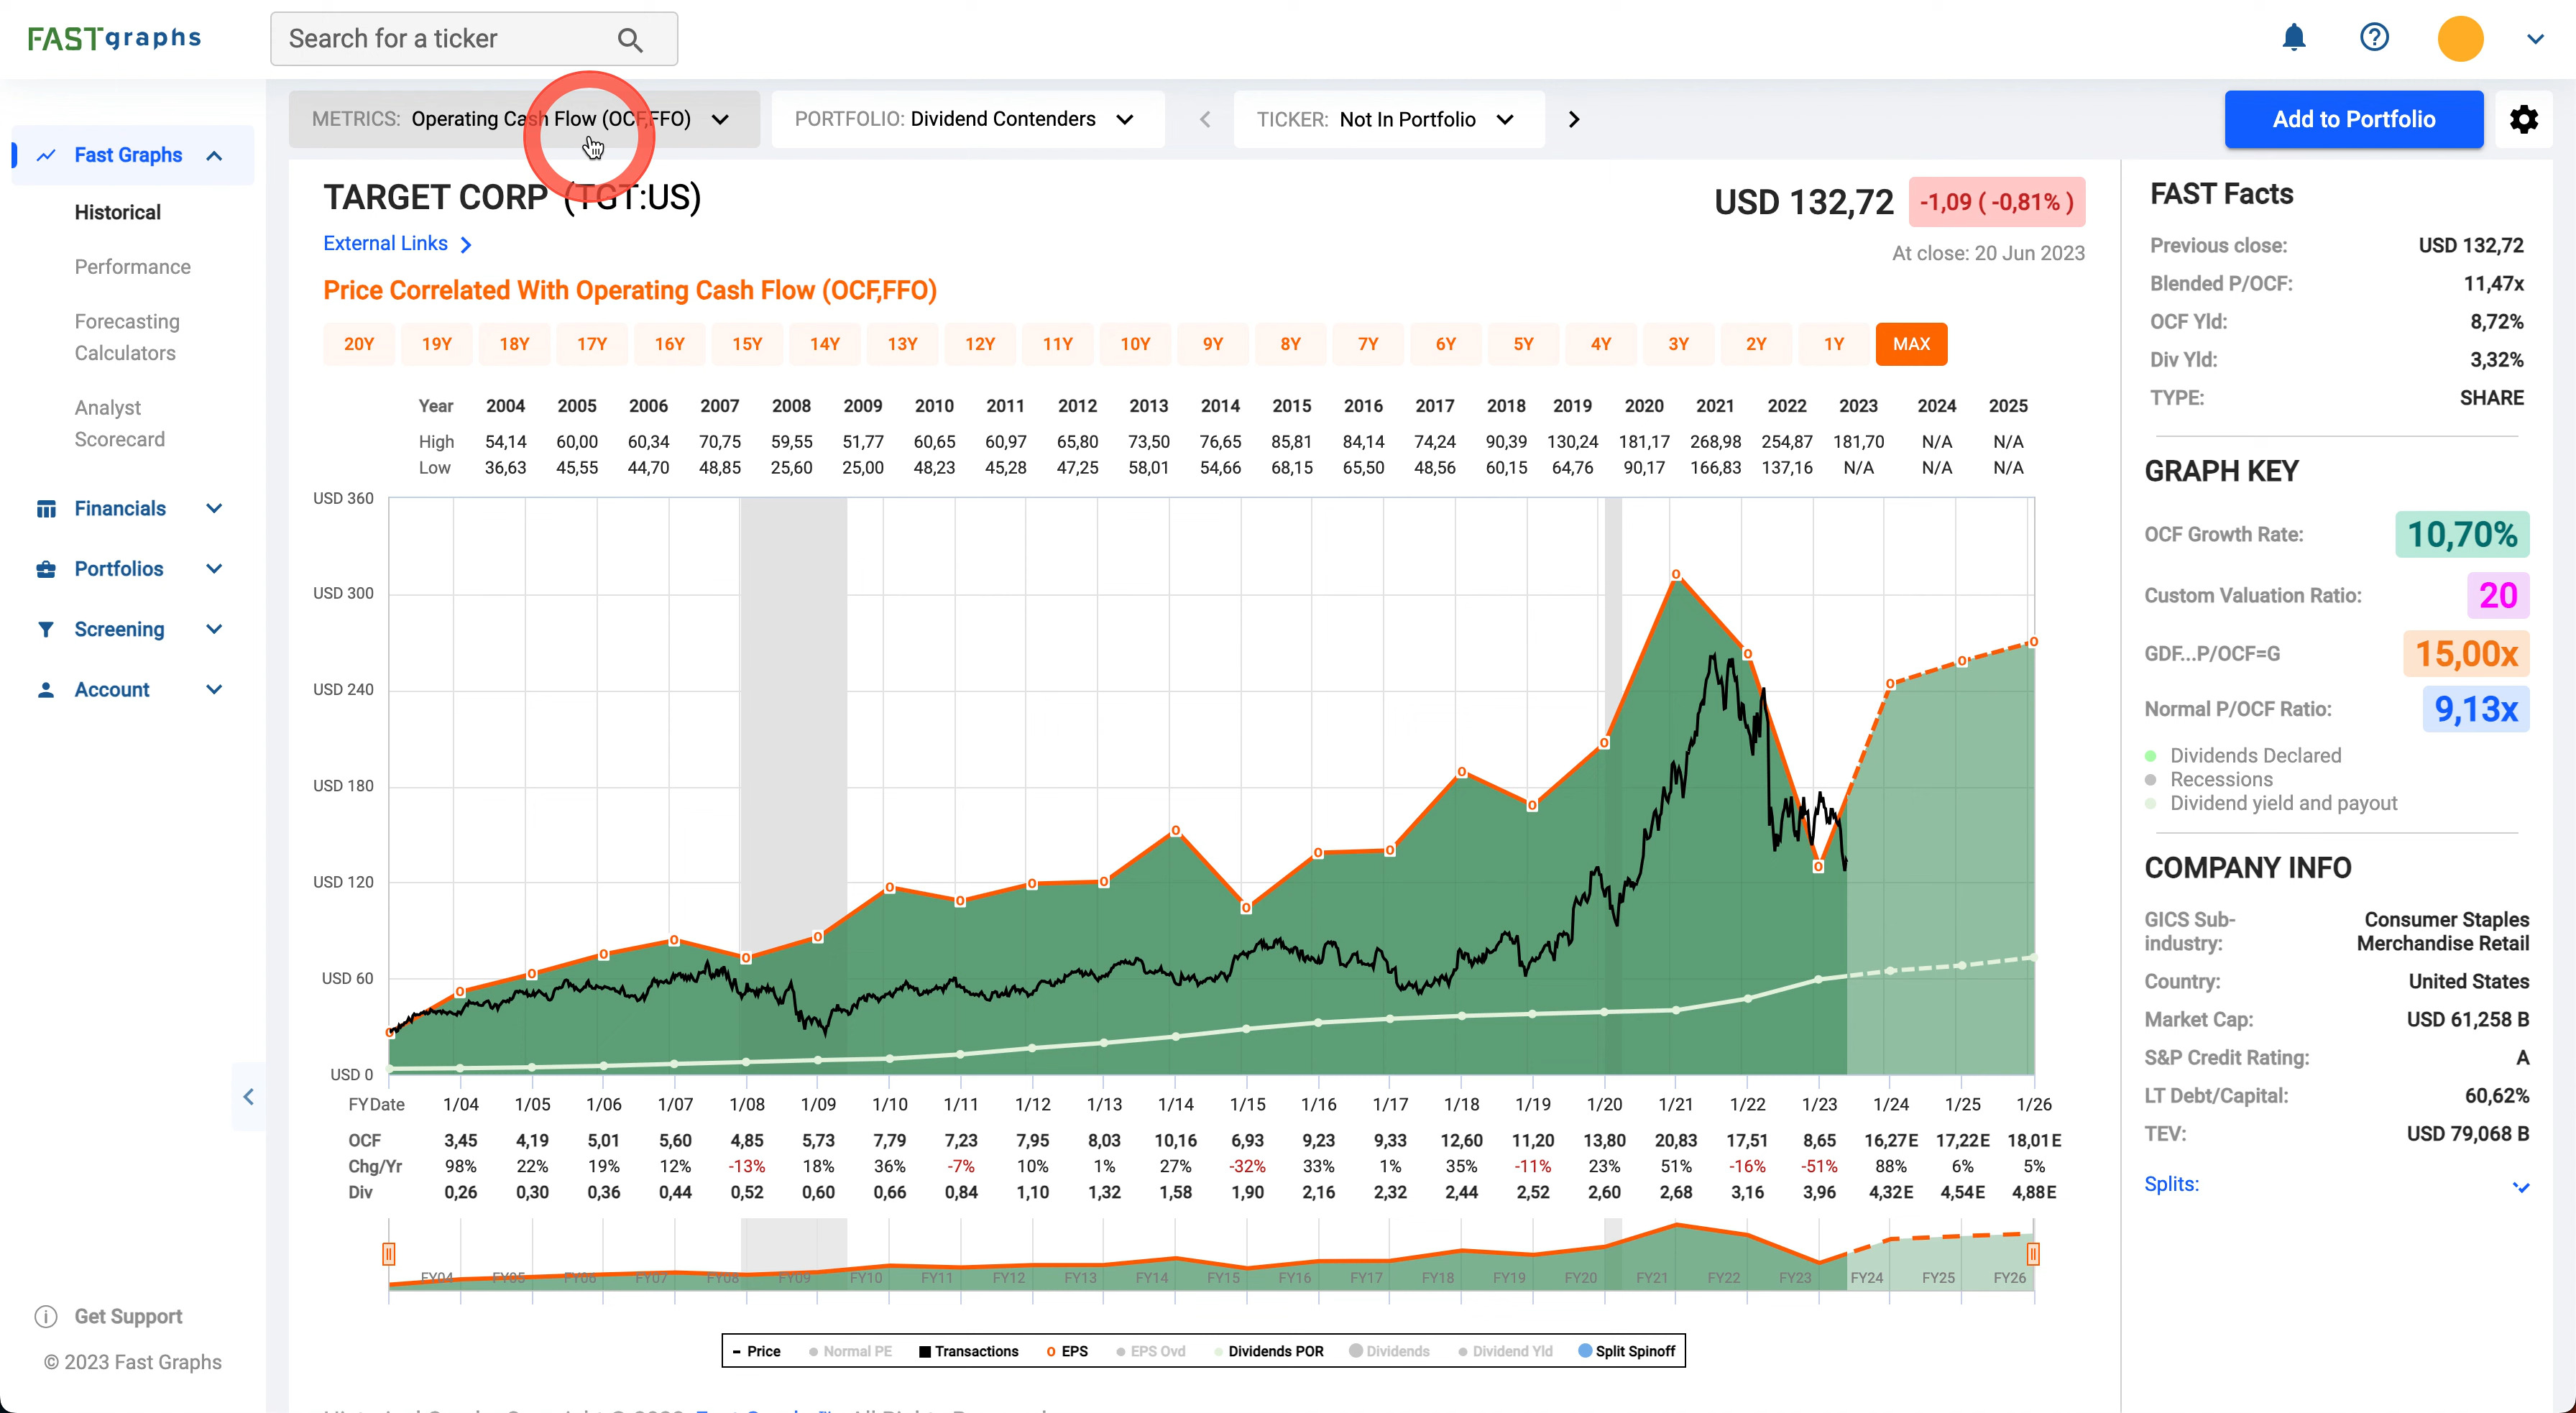 FASTgraphs
Search for a ticker
METRICS: Operating Cash Flow (OCF,FFO)
PORTFOLIO: Dividend Contenders
TICKER: Not In Portfolio
Add to Portfolio
Fast Graphs
Historical
Performance
Forecasting
Calculators
Analyst
Scorecard
Financials
Portfolios
Screening
Account
Get Support
© 2023 Fast Graphs
TARGET CORP (TGT:US)
USD 132,72
-1,09 ( -0,81% )
External Links
At close: 20 Jun 2023
Price Correlated With Operating Cash Flow (OCF,FFO)
20Y 19Y 18Y 17Y 16Y 15Y 14Y 13Y 12Y 11Y 10Y 9Y 8Y 7Y 6Y 5Y 4Y 3Y 2Y 1Y MAX
Year 2004 2005 2006 2007 2008 2009 2010 2011 2012 2013 2014 2015 2016 2017 2018 2019 2020 2021 2022 2023 2024 2025
High 54,14 60,00 60,34 70,75 59,55 51,77 60,65 60,97 65,80 73,50 76,65 85,81 84,14 74,24 90,39 130,24 181,17 268,98 254,87 181,70 N/A N/A
Low 36,63 45,55 44,70 48,85 25,60 25,00 48,23 45,28 47,25 58,01 54,66 68,15 65,50 48,56 60,15 64,76 90,17 166,83 137,16 N/A N/A N/A
USD 360
USD 300
USD 240
USD 180
USD 120
USD 60
USD 0
FYDate 1/04 1/05 1/06 1/07 1/08 1/09 1/10 1/11 1/12 1/13 1/14 1/15 1/16 1/17 1/18 1/19 1/20 1/21 1/22 1/23 1/24 1/25 1/26
OCF 3,45 4,19 5,01 5,60 4,85 5,73 7,79 7,23 7,95 8,03 10,16 6,93 9,23 9,33 12,60 11,20 13,80 20,83 17,51 8,65 16,27E 17,22E 18,01E
Chg/Yr 98% 22% 19% 12% -13% 18% 36% -7% 10% 1% 27% -32% 33% 1% 35% -11% 23% 51% -16% -51% 88% 6% 5%
Div 0,26 0,30 0,36 0,44 0,52 0,60 0,66 0,84 1,10 1,32 1,58 1,90 2,16 2,32 2,44 2,52 2,60 2,68 3,16 3,96 4,32E 4,54E 4,88E
FY04 FY05 FY06 FY07 FY08 FY09 FY10 FY11 FY12 FY13 FY14 FY15 FY16 FY17 FY18 FY19 FY20 FY21 FY22 FY23 FY24 FY25 FY26
Price Normal PE Transactions EPS EPS Ovd Dividends POR Dividends Dividend Yld Split Spinoff
FAST Facts
Previous close: USD 132,72
Blended P/OCF: 11,47x
OCF Yld: 8,72%
Div Yld: 3,32%
TYPE: SHARE
GRAPH KEY
OCF Growth Rate: 10,70%
Custom Valuation Ratio: 20
GDF...P/OCF=G 15,00x
Normal P/OCF Ratio: 9,13x
Dividends Declared
Recessions
Dividend yield and payout
COMPANY INFO
GICS Sub-industry: Consumer Staples Merchandise Retail
Country: United States
Market Cap: USD 61,258 B
S&P Credit Rating: A
LT Debt/Capital: 60,62%
TEV: USD 79,068 B
Splits: